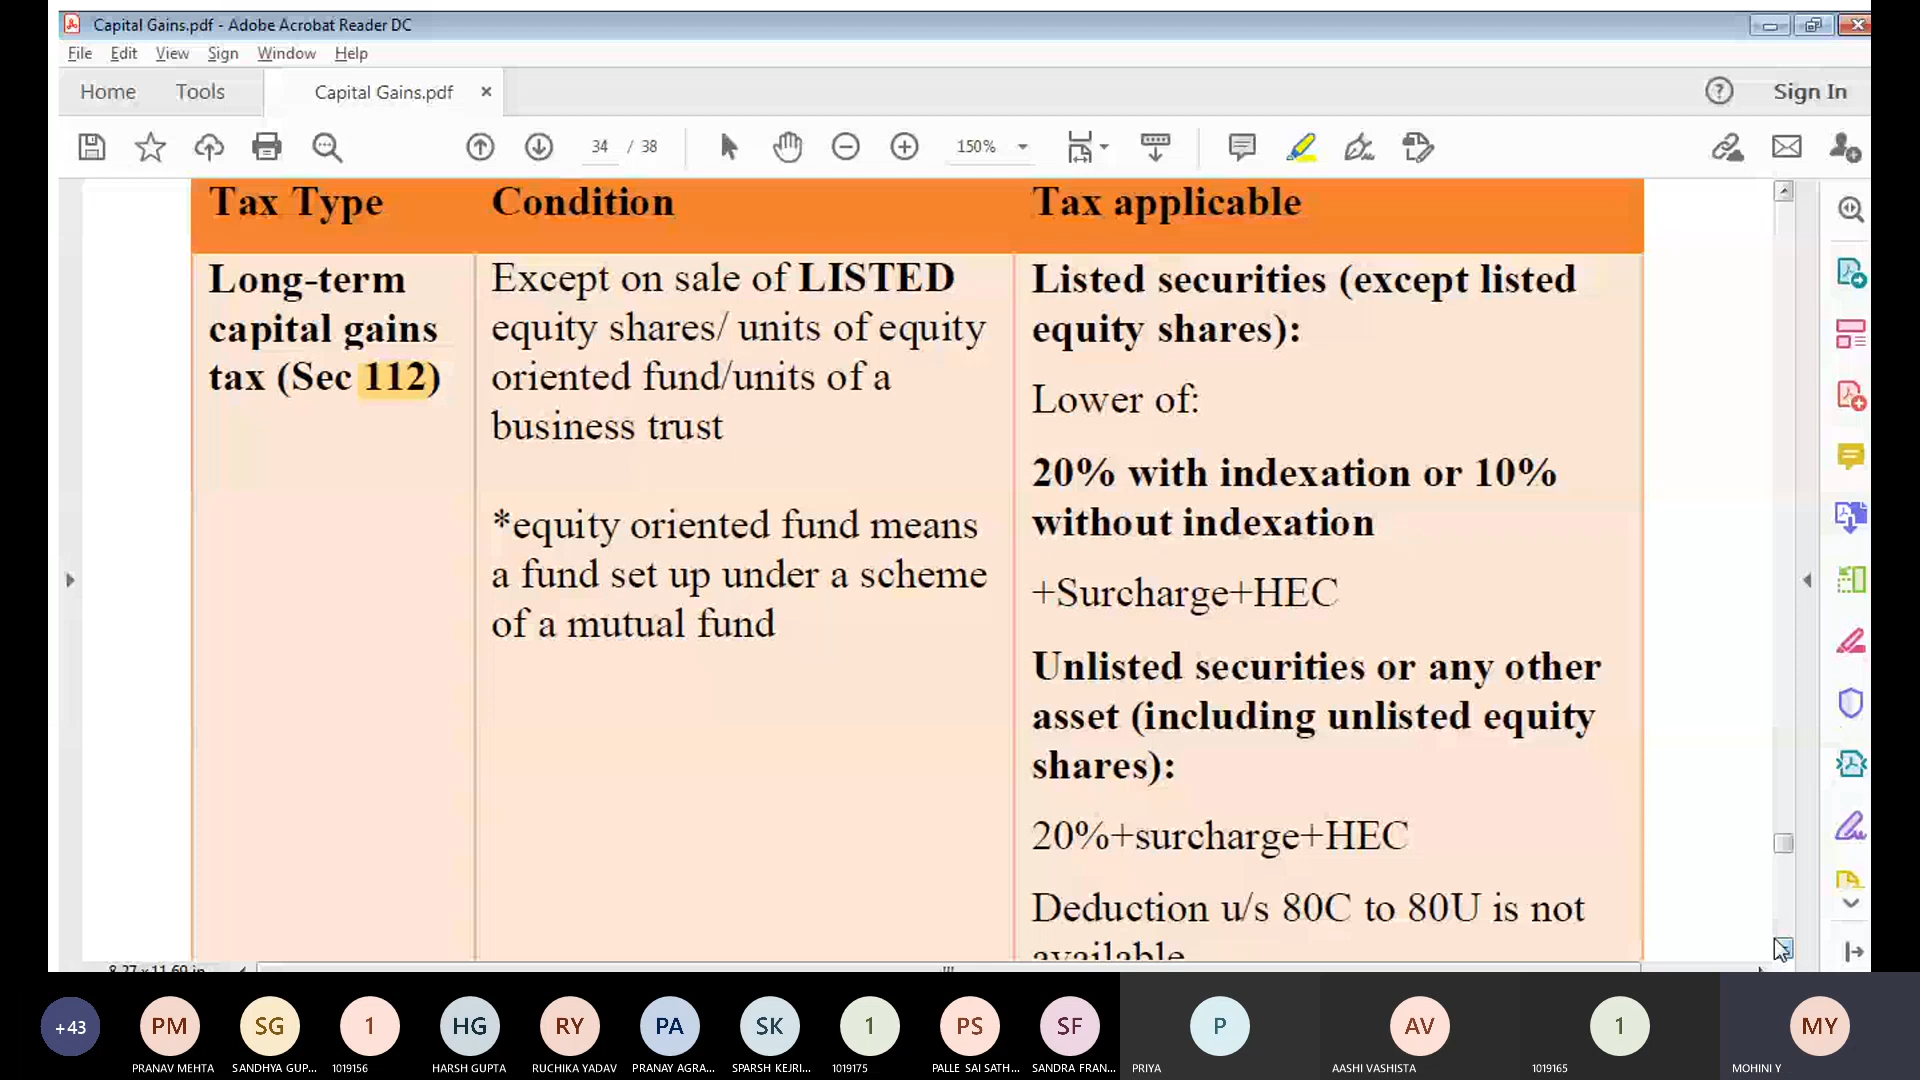 Capital Gains.pdf - Adobe Acrobat Reader DC
File Edit View Sign Window Help
Home Tools Capital Gains.pdf × Sign In
34 / 38 150%
Tax Type Condition Tax applicable
Long-term
capital gains
tax (Sec 112)
Except on sale of LISTED
equity shares/ units of equity
oriented fund/units of a
business trust
*equity oriented fund means
a fund set up under a scheme
of a mutual fund
Listed securities (except listed
equity shares):
Lower of:
20% with indexation or 10%
without indexation
+Surcharge+HEC
Unlisted securities or any other
asset (including unlisted equity
shares):
20%+surcharge+HEC
Deduction u/s 80C to 80U is not
available
8.27 x 11.69 in
+43 PM SG 1 HG RY PA SK 1 PS SF P AV 1 MY
PRANAV MEHTA SANDHYA GUP... 1019156 HARSH GUPTA RUCHIKA YADAV PRANAY AGRA... SPARSH KEJRI... 1019175 PALLE SAI SATH... SANDRA FRAN... PRIYA AASHI VASHISTA 1019165 MOHINI Y